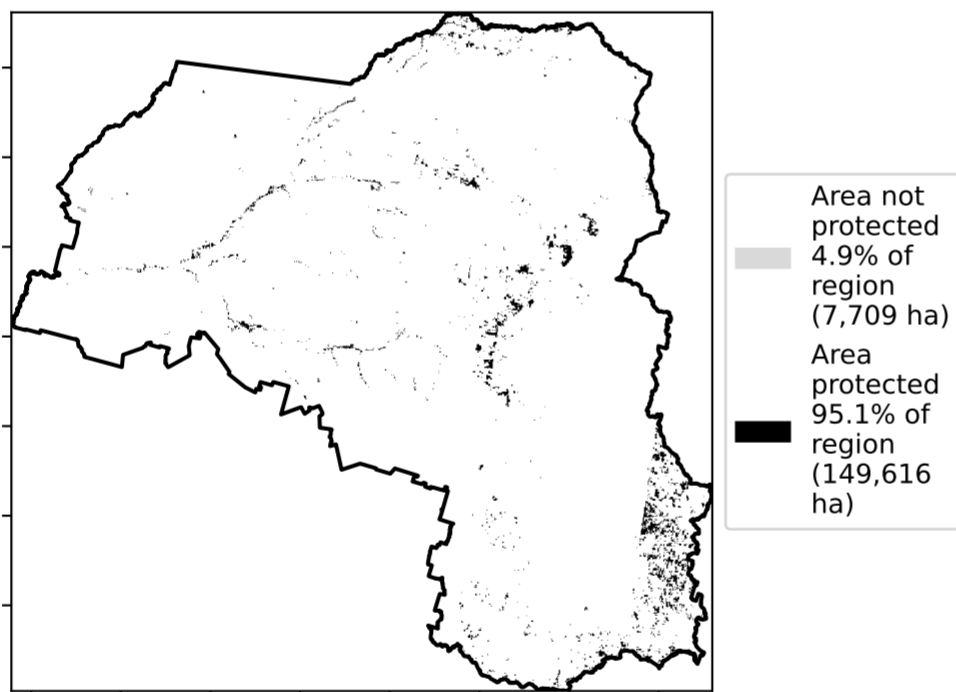 Area not
protected
4.9% of
region
(7,709 ha)
Area
protected
95.1% of
region
(149,616
ha)